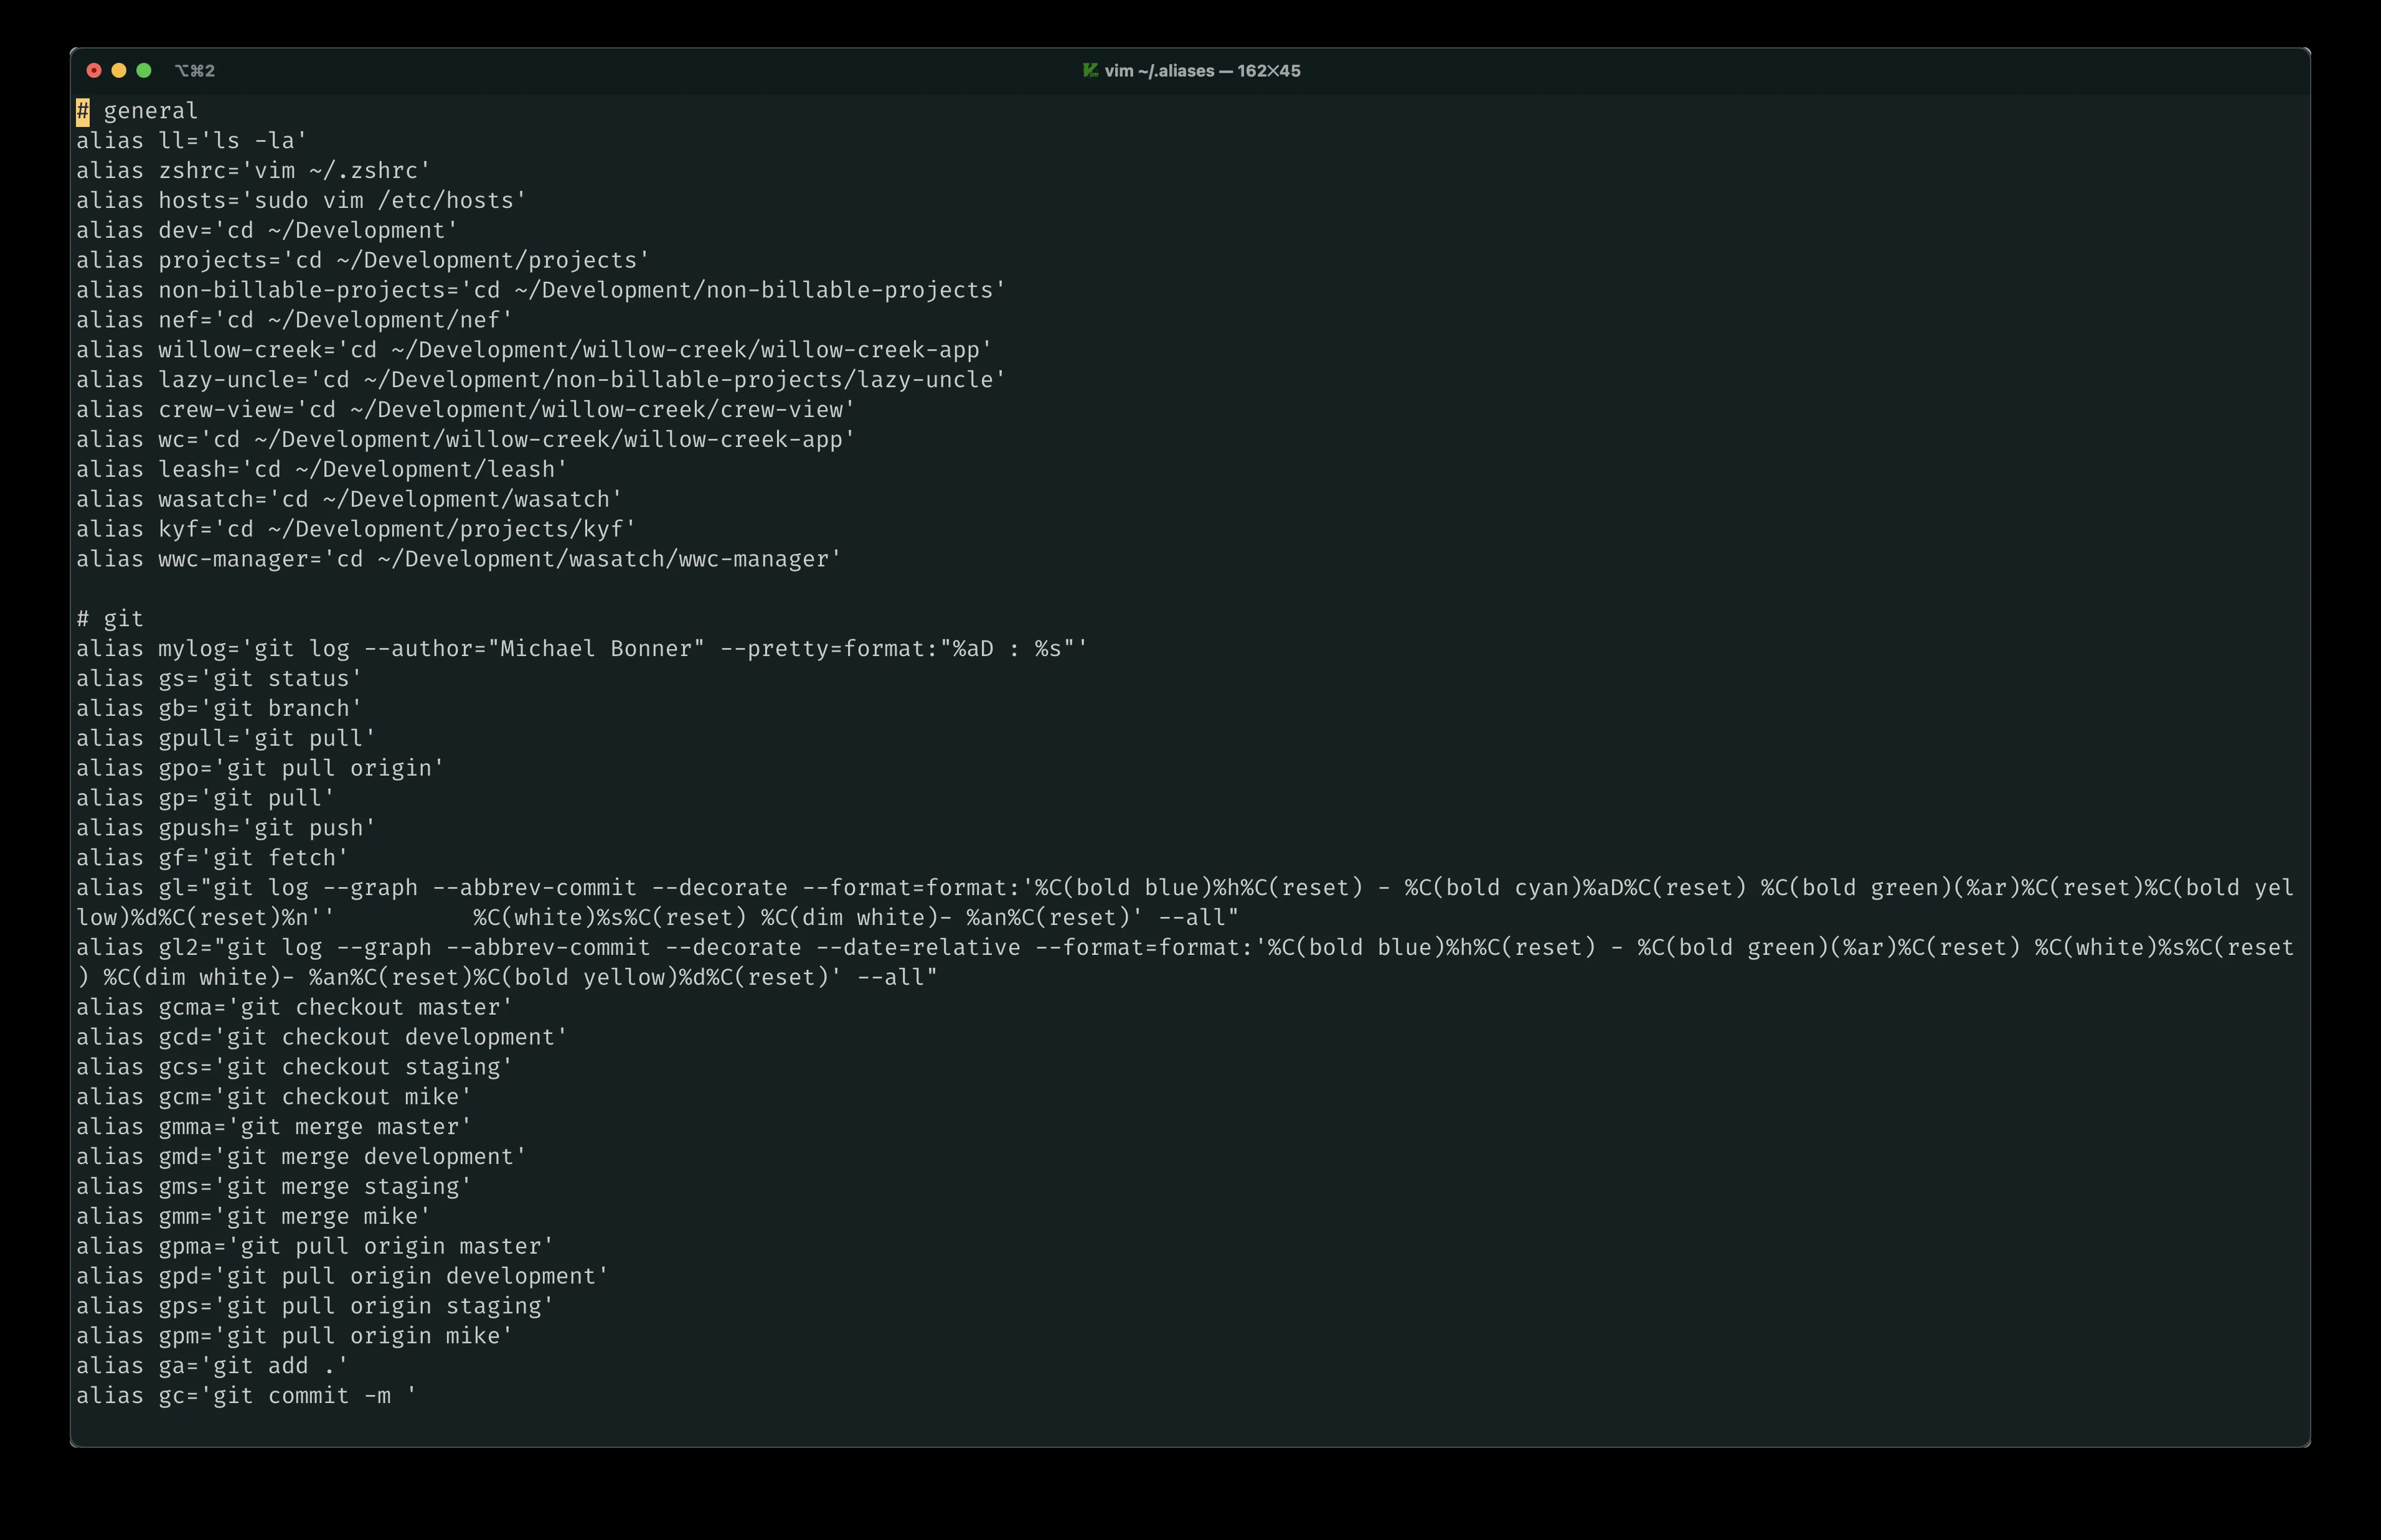 ⌥⌘2
vim ~/.aliases — 162✕45
# general
alias ll='ls -la'
alias zshrc='vim ~/.zshrc'
alias hosts='sudo vim /etc/hosts'
alias dev='cd ~/Development'
alias projects='cd ~/Development/projects'
alias non-billable-projects='cd ~/Development/non-billable-projects'
alias nef='cd ~/Development/nef'
alias willow-creek='cd ~/Development/willow-creek/willow-creek-app'
alias lazy-uncle='cd ~/Development/non-billable-projects/lazy-uncle'
alias crew-view='cd ~/Development/willow-creek/crew-view'
alias wc='cd ~/Development/willow-creek/willow-creek-app'
alias leash='cd ~/Development/leash'
alias wasatch='cd ~/Development/wasatch'
alias kyf='cd ~/Development/projects/kyf'
alias wwc-manager='cd ~/Development/wasatch/wwc-manager'

# git
alias mylog='git log --author="Michael Bonner" --pretty=format:"%aD : %s"'
alias gs='git status'
alias gb='git branch'
alias gpull='git pull'
alias gpo='git pull origin'
alias gp='git pull'
alias gpush='git push'
alias gf='git fetch'
alias gl="git log --graph --abbrev-commit --decorate --format=format:'%C(bold blue)%h%C(reset) - %C(bold cyan)%aD%C(reset) %C(bold green)(%ar)%C(reset)%C(bold yel
low)%d%C(reset)%n''          %C(white)%s%C(reset) %C(dim white)- %an%C(reset)' --all"
alias gl2="git log --graph --abbrev-commit --decorate --date=relative --format=format:'%C(bold blue)%h%C(reset) - %C(bold green)(%ar)%C(reset) %C(white)%s%C(reset
) %C(dim white)- %an%C(reset)%C(bold yellow)%d%C(reset)' --all"
alias gcma='git checkout master'
alias gcd='git checkout development'
alias gcs='git checkout staging'
alias gcm='git checkout mike'
alias gmma='git merge master'
alias gmd='git merge development'
alias gms='git merge staging'
alias gmm='git merge mike'
alias gpma='git pull origin master'
alias gpd='git pull origin development'
alias gps='git pull origin staging'
alias gpm='git pull origin mike'
alias ga='git add .'
alias gc='git commit -m '